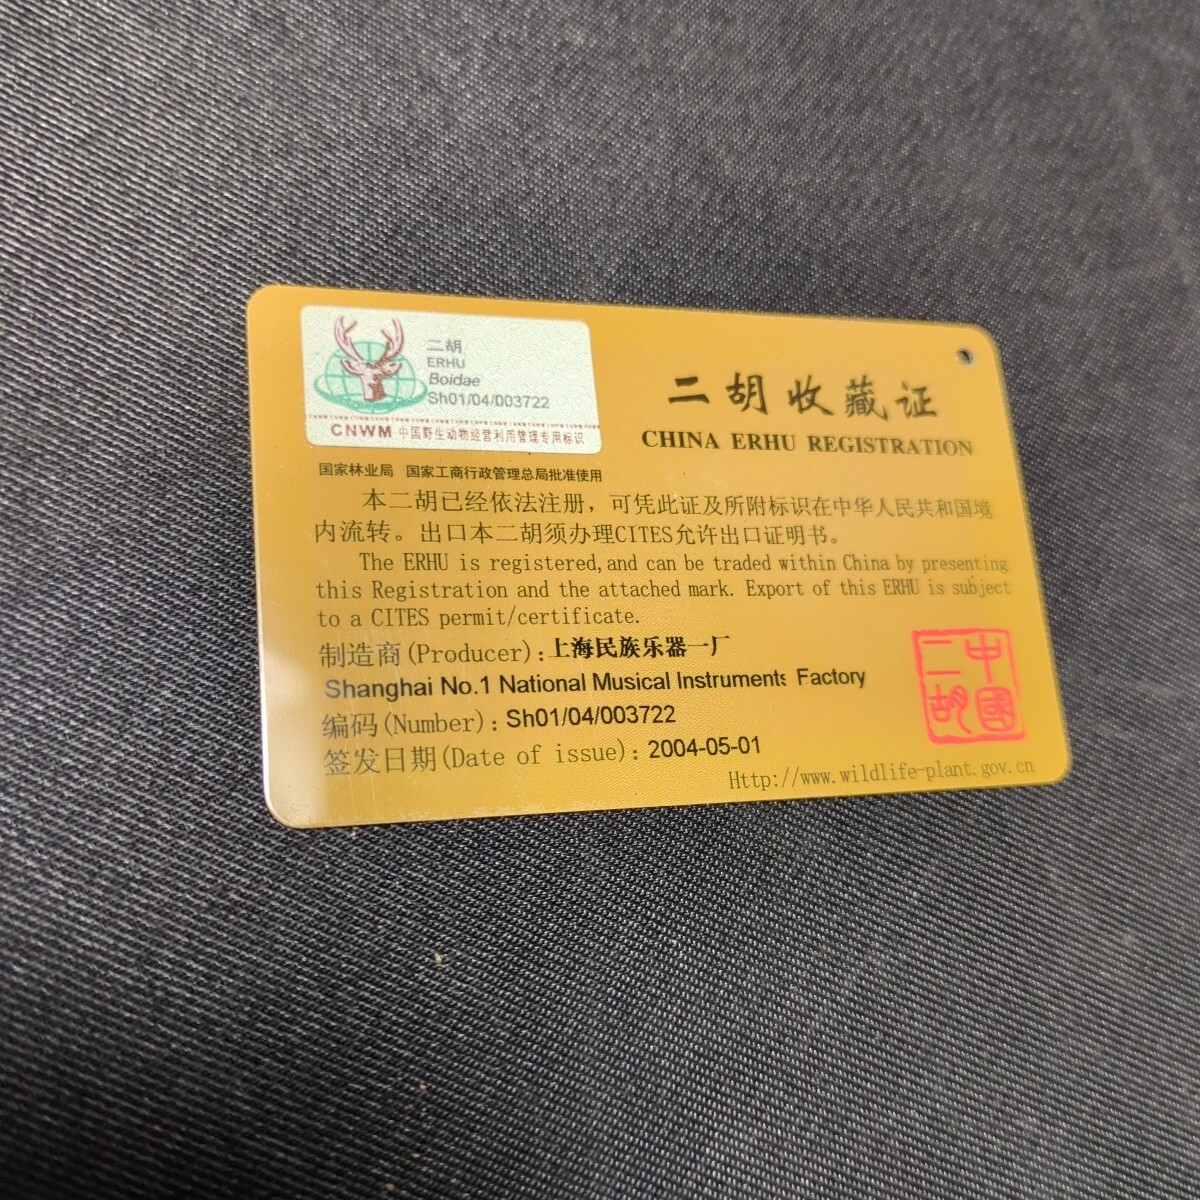 二胡
ERHU
Boidae
Sh01/04/003722
CNWM 中国野生动物经营利用管理专用标识
国家林业局 国家工商行政管理总局批准使用
二胡收藏证
CHINA ERHU REGISTRATION
本二胡已经依法注册，可凭此证及所附标识在中华人民共和国境
内流转。出口本二胡须办理CITES允许出口证明书。
The ERHU is registered,and can be traded within China by presenting
this Registration and the attached mark. Export of this ERHU is subject
to a CITES permit/certificate.
制造商(Producer):上海民族乐器一厂
Shanghai No.1 National Musical Instruments Factory
编码(Number): Sh01/04/003722
签发日期(Date of issue): 2004-05-01
中國二胡
Http://www.wildlife-plant.gov.cn